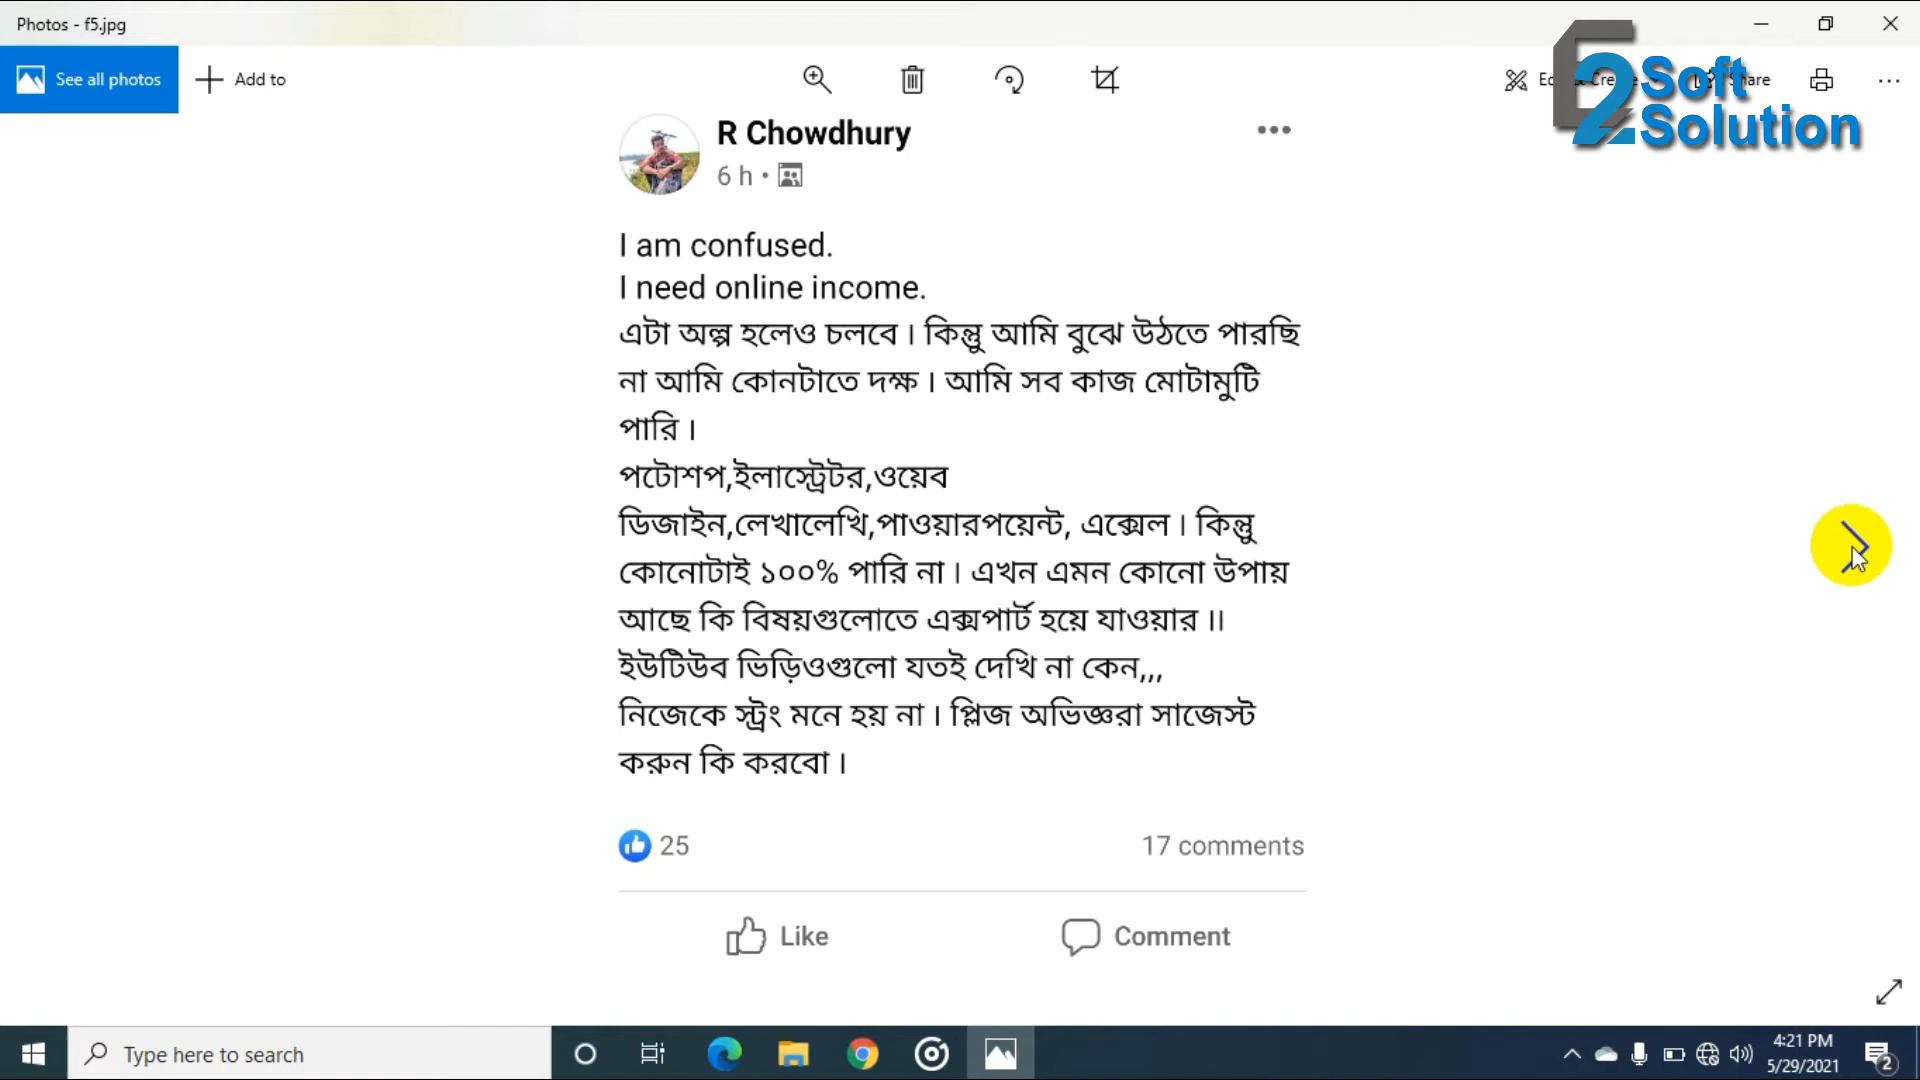 Photos - f5.jpg
See all photos
Add to
Share
Soft
2
Solution
R Chowdhury
6 h
I am confused.
I need online income.
এটা অল্প হলেও চলবে। কিন্তু আমি বুঝে উঠতে পারছি
না আমি কোনটাতে দক্ষ। আমি সব কাজ মোটামুটি
পারি।
পটোশপ,ইলাস্ট্রেটর,ওয়েব
ডিজাইন,লেখালেখি,পাওয়ারপয়েন্ট, এক্সেল। কিন্তু
কোনোটাই ১০০% পারি না। এখন এমন কোনো উপায়
আছে কি বিষয়গুলোতে এক্সপার্ট হয়ে যাওয়ার ।।
ইউটিউব ভিড়িওগুলো যতই দেখি না কেন,,,
নিজেকে স্ট্রং মনে হয় না। প্লিজ অভিজ্ঞরা সাজেস্ট
করুন কি করবো।
25
17 comments
Like
Comment
Type here to search
4:21 PM
5/29/2021
2